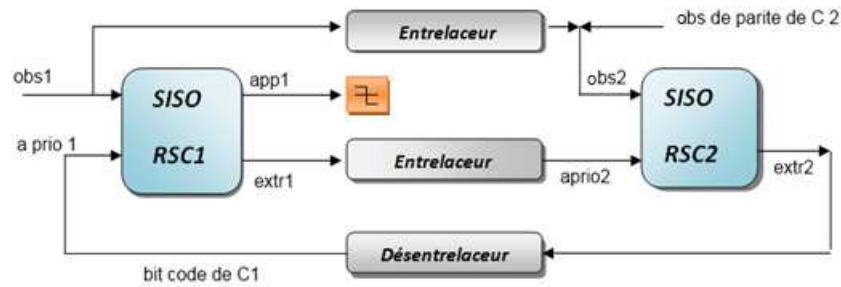 Entrelaceur
obs de parite de C 2
obs1
app1
obs2
SISO
RSC1
SISO
RSC2
a prio 1
extr1
Entrelaceur
aprio2
extr2
Désentrelaceur
bit code de C1